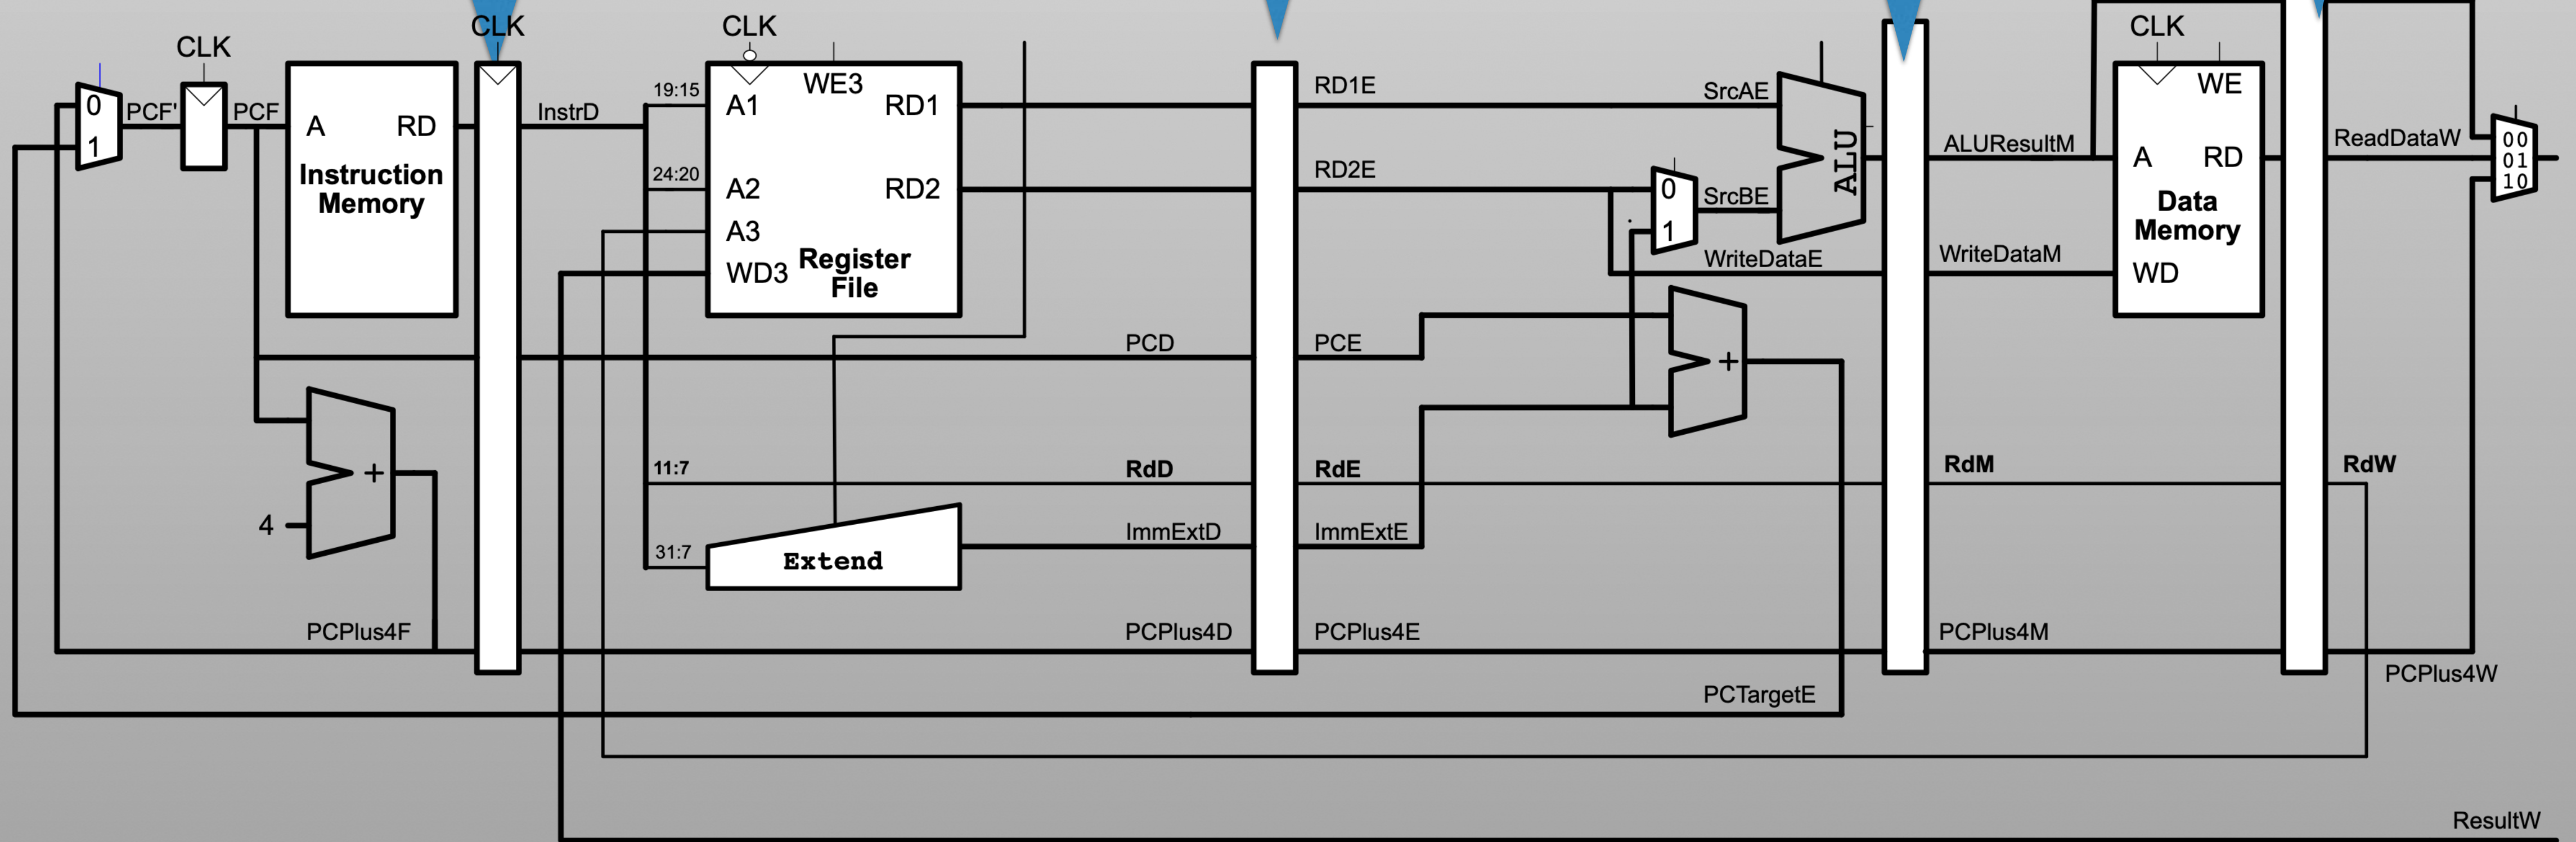 CLK
CLK
CLK
CLK
0
1
PCF'
PCF
A
RD
Instruction
Memory
InstrD
19:15
24:20
A1
A2
A3
WD3
WE3
RD1
RD2
Register
File
RD1E
RD2E
SrcAE
0
1
SrcBE
ALU
WriteDataE
ALUResultM
WriteDataM
WE
A
RD
Data
Memory
WD
ReadDataW
00
01
10
PCD
PCE
+
+
4
11:7
RdD
RdE
RdM
RdW
31:7
Extend
ImmExtD
ImmExtE
PCPlus4F
PCPlus4D
PCPlus4E
PCPlus4M
PCPlus4W
PCTargetE
ResultW